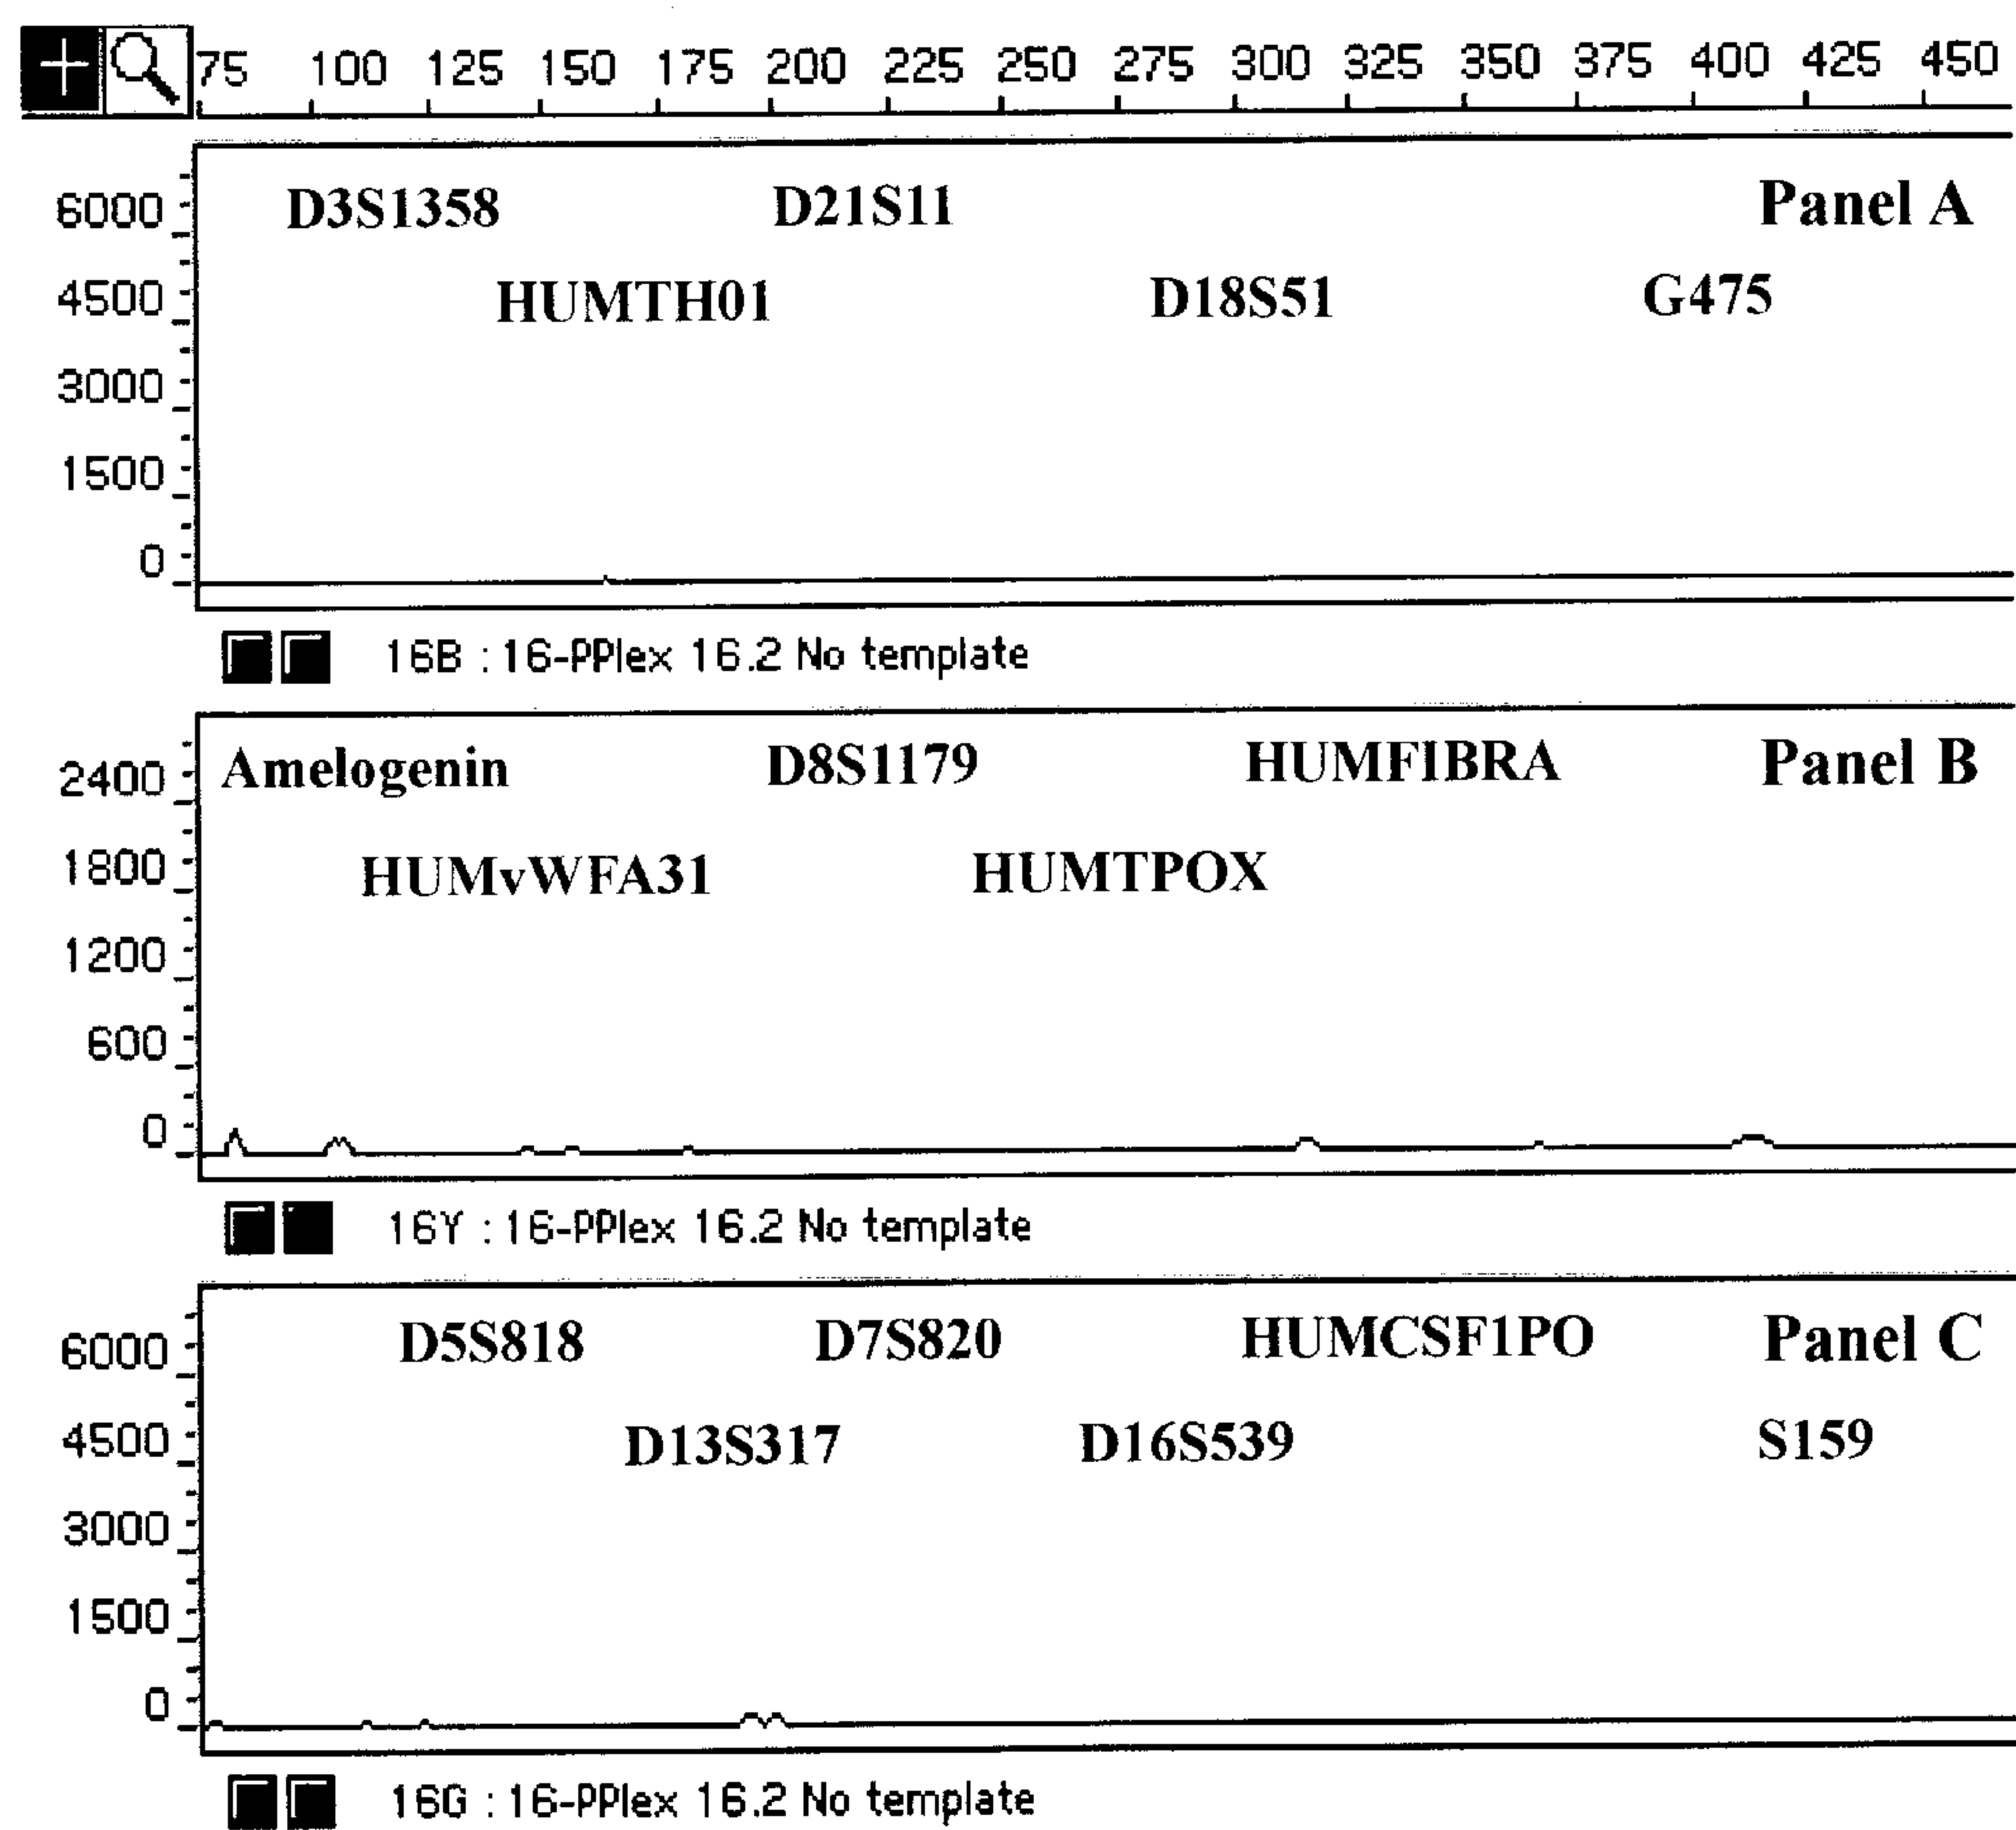 75 100 125 150 175 200 225 250 275 300 325 350 375 400 425 450
D3S1358 D21S11 Panel A
6000
HUMTH01 D18S51 G475
4500
3000
1500
0
16B : 16-PPlex 16.2 No template
Amelogenin D8S1179 HUMFIBRA Panel B
2400
HUMvWFA31 HUMTPOX
1800
1200
600
0
16Y : 16-PPlex 16.2 No template
D5S818 D7S820 HUMCSF1PO Panel C
6000
D13S317 D16S539 S159
4500
3000
1500
0
16G : 16-PPlex 16.2 No template